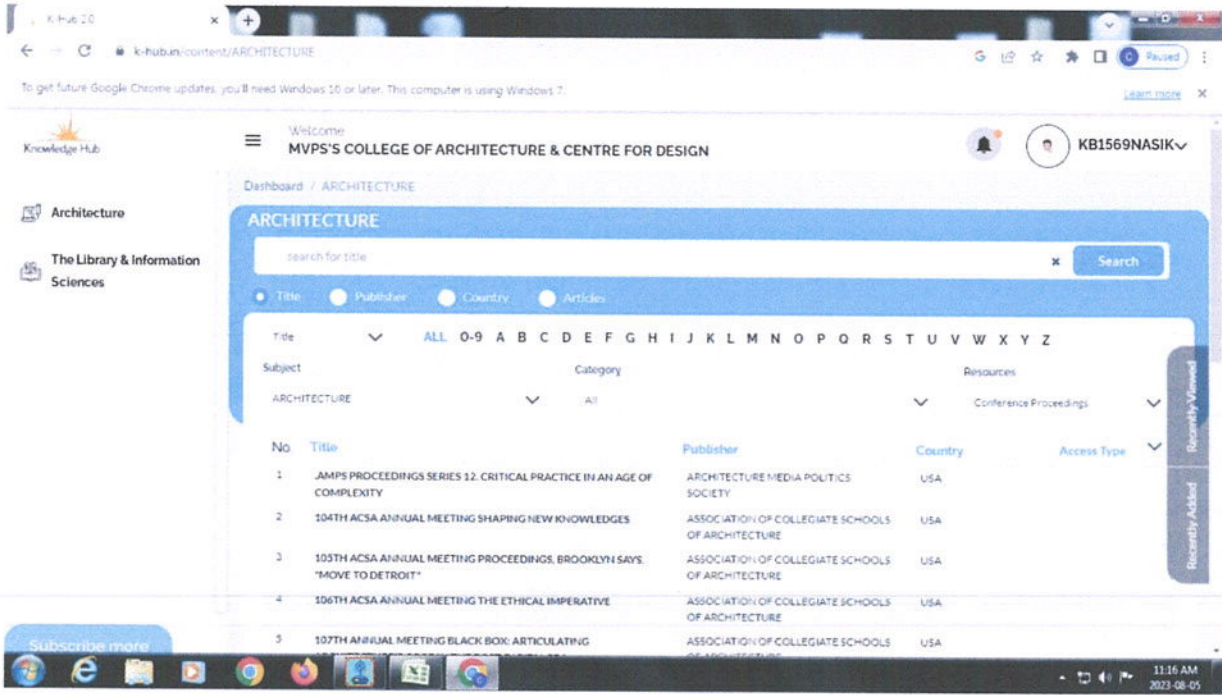 K-Hub 2.0
k-hub.in/content/ARCHITECTURE
Paused
To get future Google Chrome updates, you'll need Windows 10 or later. This computer is using Windows 7.
Learn more
Knowledge Hub
Welcome
MVPS'S COLLEGE OF ARCHITECTURE & CENTRE FOR DESIGN
KB1569NASIK
Dashboard / ARCHITECTURE
Architecture
The Library & Information
Sciences
ARCHITECTURE
search for title
Search
Title Publisher Country Articles
Title ALL 0-9 A B C D E F G H I J K L M N O P Q R S T U V W X Y Z
Subject Category Resources
ARCHITECTURE All Conference Proceedings
Recently Viewed
Recently Added
No Title Publisher Country Access Type
1 .AMPS PROCEEDINGS SERIES 12. CRITICAL PRACTICE IN AN AGE OF ARCHITECTURE MEDIA POLITICS USA
COMPLEXITY SOCIETY
2 104TH ACSA ANNUAL MEETING SHAPING NEW KNOWLEDGES ASSOCIATION OF COLLEGIATE SCHOOLS USA
OF ARCHITECTURE
3 105TH ACSA ANNUAL MEETING PROCEEDINGS, BROOKLYN SAYS, ASSOCIATION OF COLLEGIATE SCHOOLS USA
"MOVE TO DETROIT" OF ARCHITECTURE
4 106TH ACSA ANNUAL MEETING THE ETHICAL IMPERATIVE ASSOCIATION OF COLLEGIATE SCHOOLS USA
OF ARCHITECTURE
5 107TH ANNUAL MEETING BLACK BOX: ARTICULATING ASSOCIATION OF COLLEGIATE SCHOOLS USA
Subscribe more
11:16 AM
2023-08-05